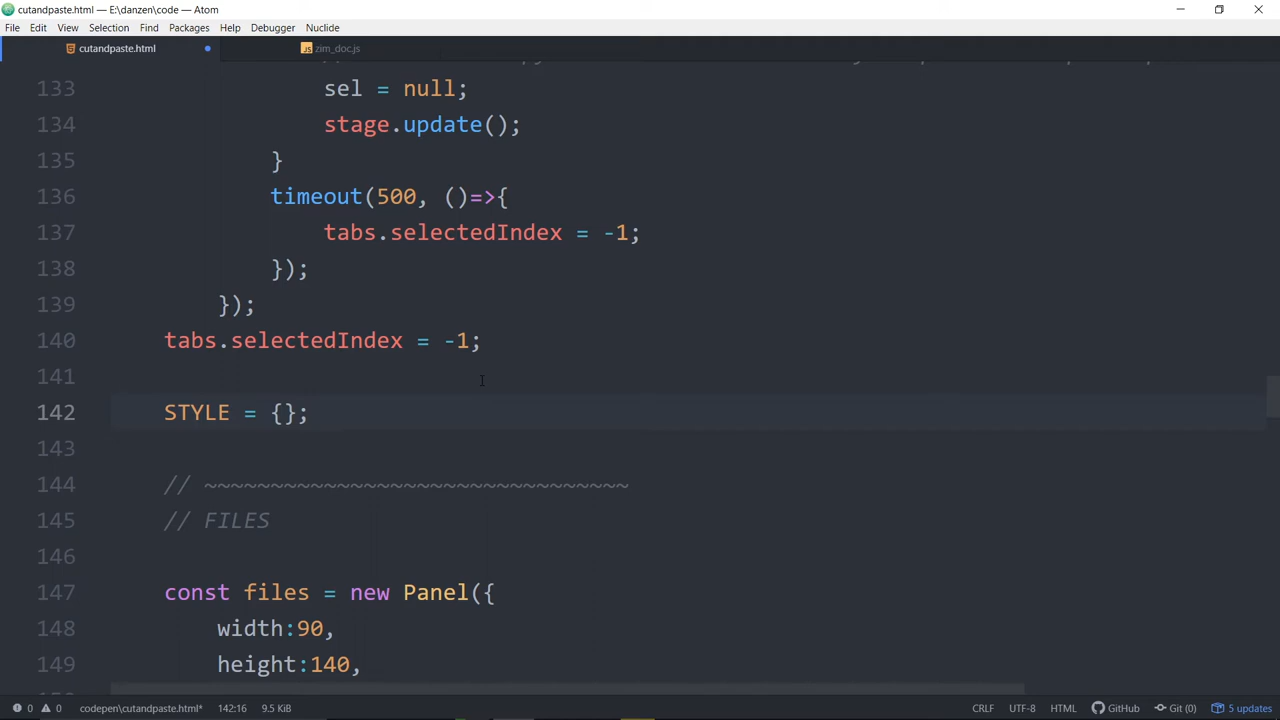 cutandpaste.html — E:\danzen\code — Atom
File Edit View Selection Find Packages Help Debugger Nuclide
cutandpaste.html zim_doc.js
133 sel = null;
134 stage.update();
135 }
136 timeout(500, ()=>{
137 tabs.selectedIndex = -1;
138 });
139 });
140 tabs.selectedIndex = -1;
141
142 STYLE = {};
143
144 // ~~~~~~~~~~~~~~~~~~~~~~~~~~~~~~~~
145 // FILES
146
147 const files = new Panel({
148 width:90,
149 height:140,
0 0 codepen\cutandpaste.html* 142:16 9.5 KiB CRLF UTF-8 HTML GitHub Git (0) 5 updates